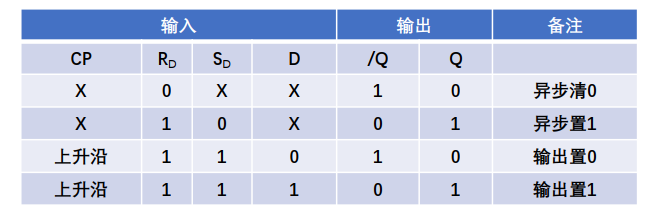 输入 输出 备注
CP RD SD D /Q Q
X 0 X X 1 0 异步清0
X 1 0 X 0 1 异步置1
上升沿 1 1 0 1 0 输出置0
上升沿 1 1 1 0 1 输出置1